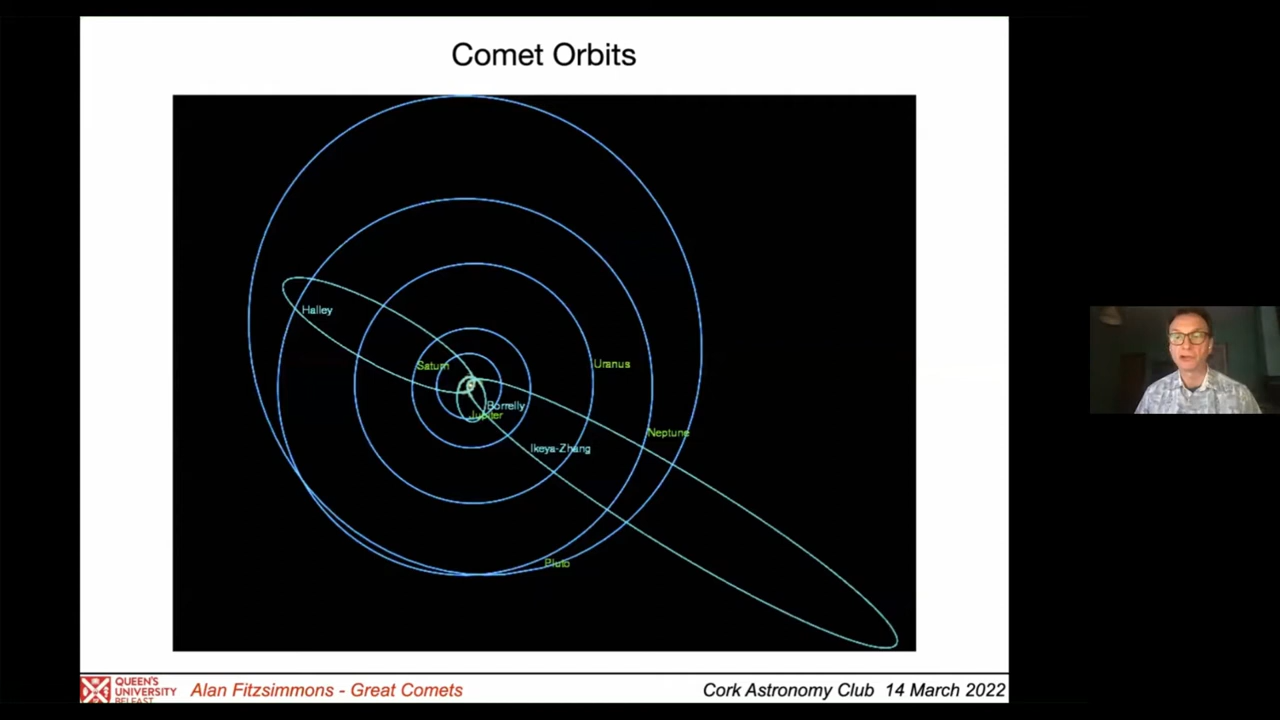 Comet Orbits
Halley
Saturn
Uranus
Borrelly
Jupiter
Neptune
Ikeya-Zhang
Pluto
QUEEN'S
UNIVERSITY
BELFAST
Alan Fitzsimmons - Great Comets
Cork Astronomy Club 14 March 2022